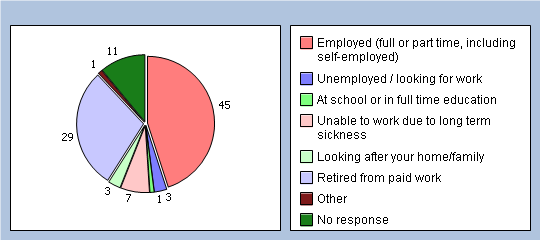 11
1
45
29
3
7
1
3
Employed (full or part time, including
self-employed)
Unemployed / looking for work
At school or in full time education
Unable to work due to long term
sickness
Looking after your home/family
Retired from paid work
Other
No response